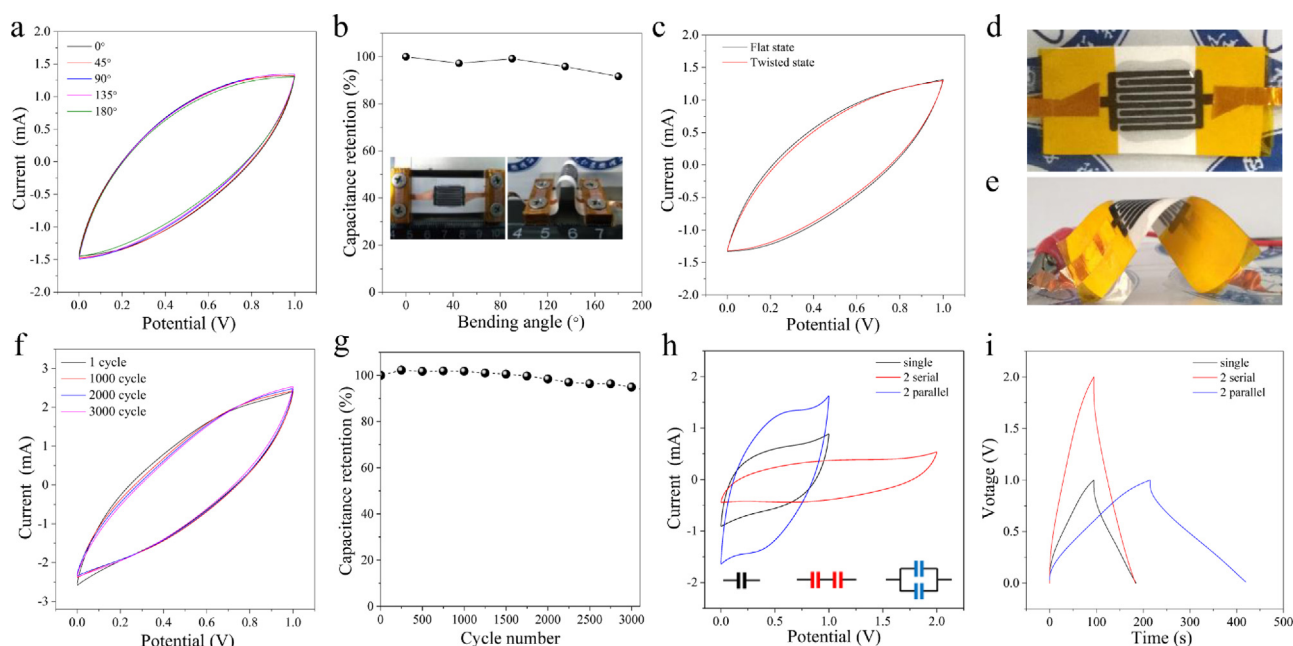 a
0°
45°
90°
135°
180°
2.0
1.5
1.0
0.5
0.0
-0.5
-1.0
-1.5
-2.0
Current (mA)
0.0 0.2 0.4 0.6 0.8 1.0
Potential (V)
b
120
100
80
60
40
20
0
Capacitance retention (%)
0 40 80 120 160 200
Bending angle (°)
c
Flat state
Twisted state
2.0
1.5
1.0
0.5
0.0
-0.5
-1.0
-1.5
-2.0
Current (mA)
0.0 0.2 0.4 0.6 0.8 1.0
Potential (V)
d
e
f
1 cycle
1000 cycle
2000 cycle
3000 cycle
3
2
1
0
-1
-2
-3
Current (mA)
0.0 0.2 0.4 0.6 0.8 1.0
Potential (V)
g
100
80
60
40
20
0
Capacitance retention (%)
0 500 1000 1500 2000 2500 3000
Cycle number
h
single
2 serial
2 parallel
2
1
0
-1
-2
Current (mA)
0.0 0.5 1.0 1.5 2.0
Potential (V)
i
single
2 serial
2 parallel
2.0
1.5
1.0
0.5
0.0
Votage (V)
0 100 200 300 400 500
Time (s)